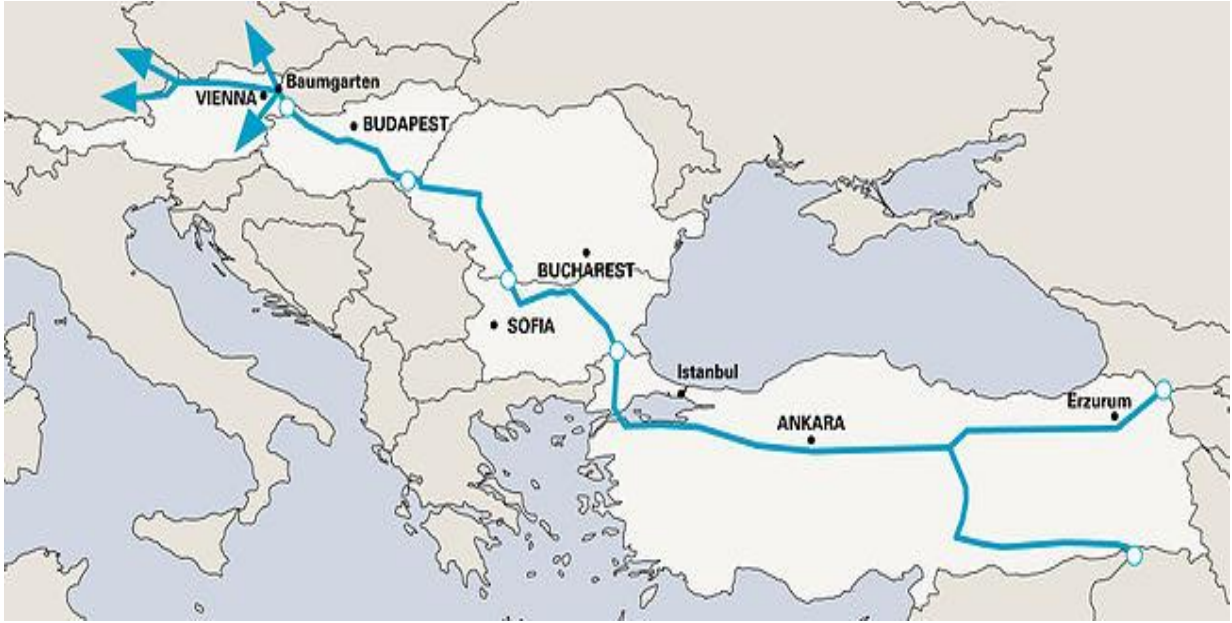 Baumgarten
VIENNA
BUDAPEST
BUCHAREST
SOFIA
Istanbul
Erzurum
ANKARA